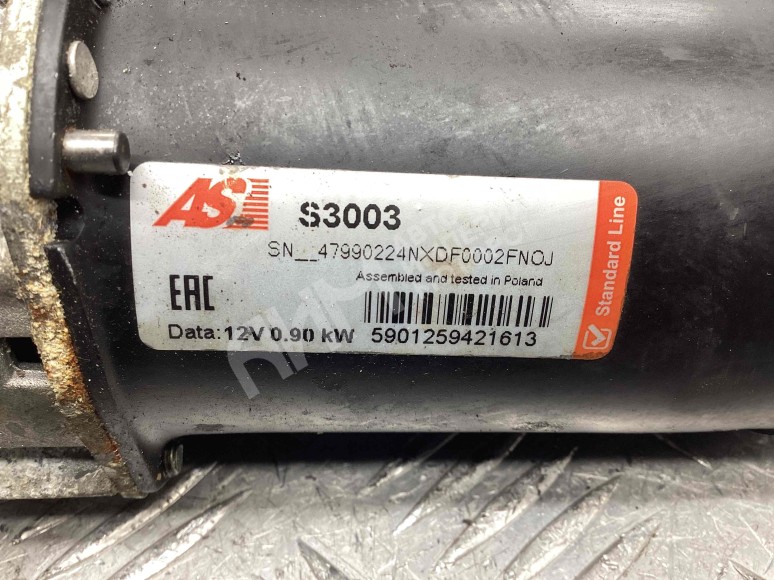 AS
S3003
SN__47990224NXDF0002FNOJ
Assembled and tested in Poland
EAC
Data: 12V 0.90 kW
5901259421613
Standard Line